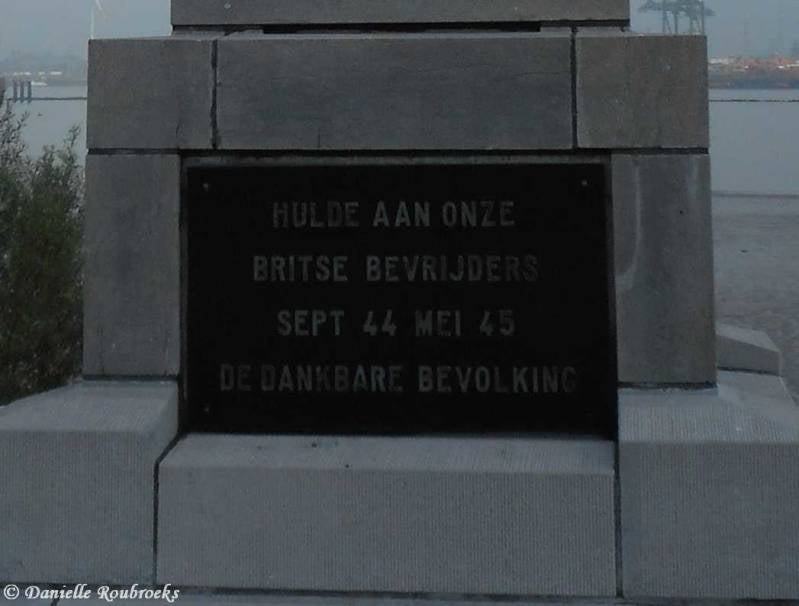 HULDE AAN ONZE
BRITSE BEVRIJDERS
SEPT 44 MEI 45
DE DANKBARE BEVOLKING
© Danielle Roubroeks